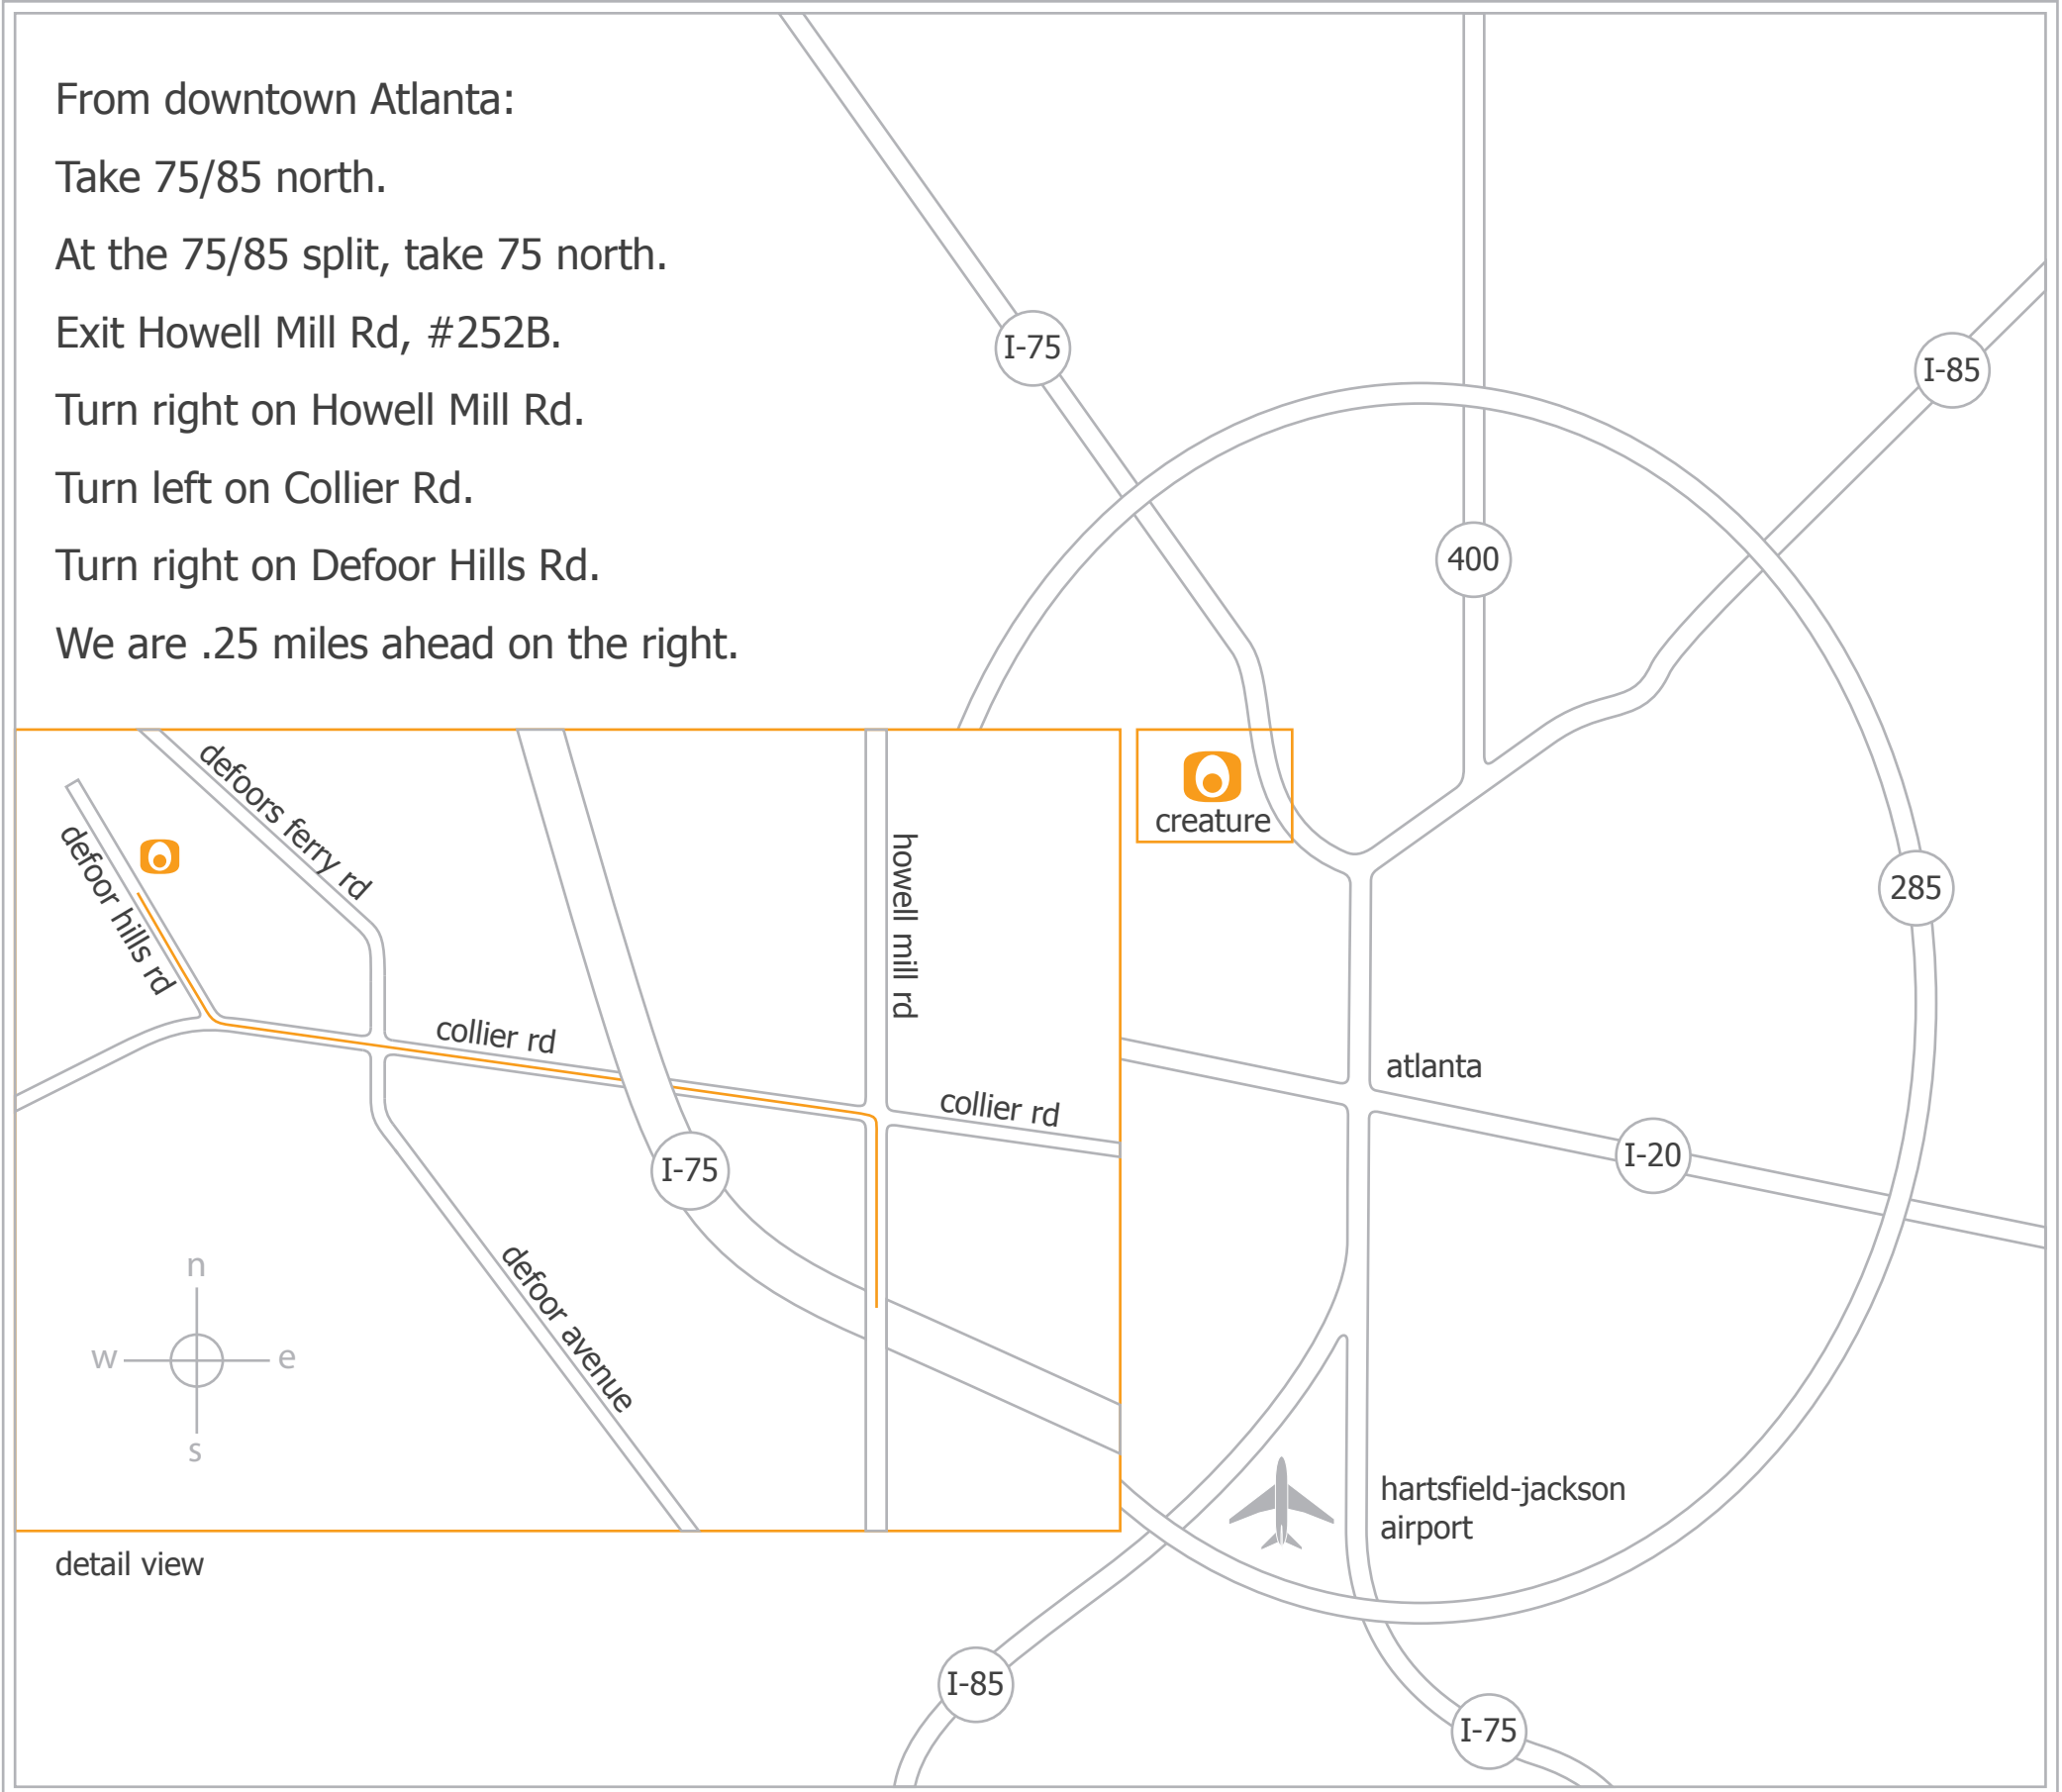 From downtown Atlanta:
Take 75/85 north.
At the 75/85 split, take 75 north.
Exit Howell Mill Rd, #252B.
Turn right on Howell Mill Rd.
Turn left on Collier Rd.
Turn right on Defoor Hills Rd.
We are .25 miles ahead on the right.
I-75
I-85
400
creature
285
atlanta
I-20
hartsfield-jackson
airport
I-85
I-75
defoors ferry rd
defoor hills rd
howell mill rd
collier rd
collier rd
I-75
defoor avenue
n
w
e
s
detail view